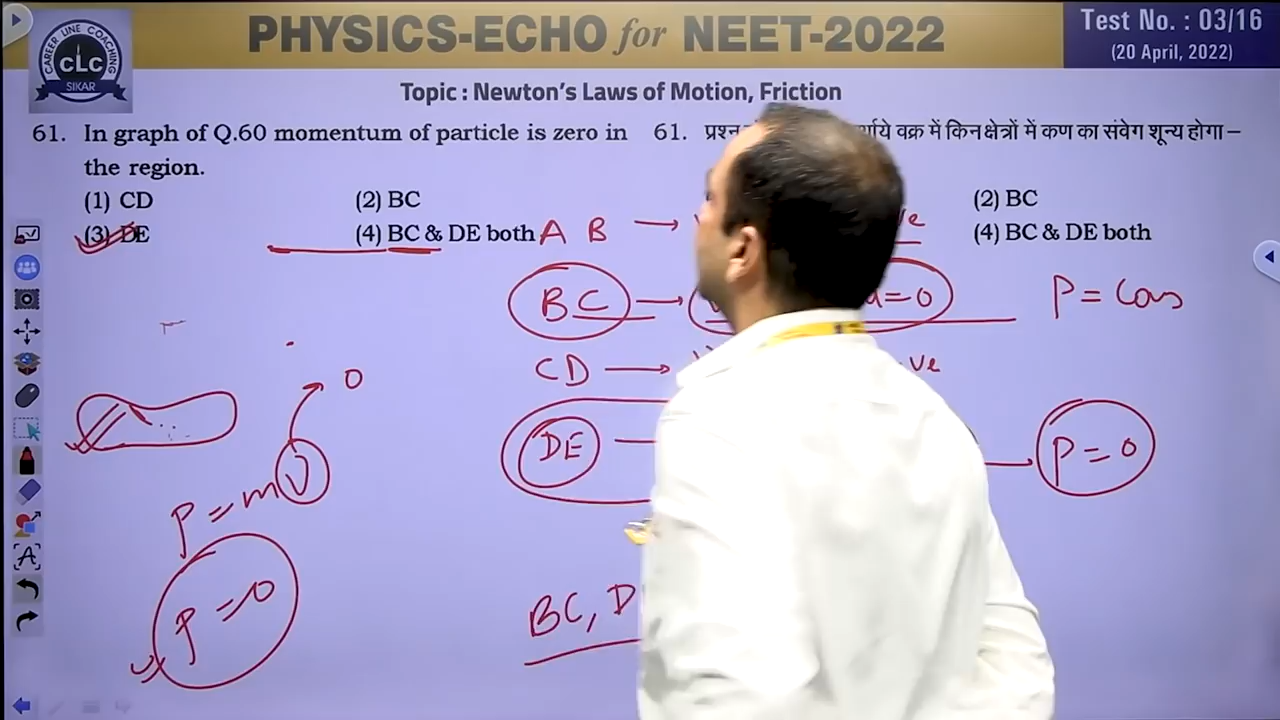 PHYSICS-ECHO for NEET-2022
Test No. : 03/16
(20 April, 2022)
CAREER LINE COACHING
CLC
SIKAR
Topic : Newton's Laws of Motion, Friction
61. In graph of Q.60 momentum of particle is zero in
the region.
(1) CD (2) BC
(3) DE (4) BC & DE both
61. वक्र में किन क्षेत्रों में कण का संवेग शून्य होगा –
(2) BC
(4) BC & DE both
A B →
BC → a=0 P = Cons
CD → ve
DE P = 0
0
P = mv
P = 0
BC, D
A